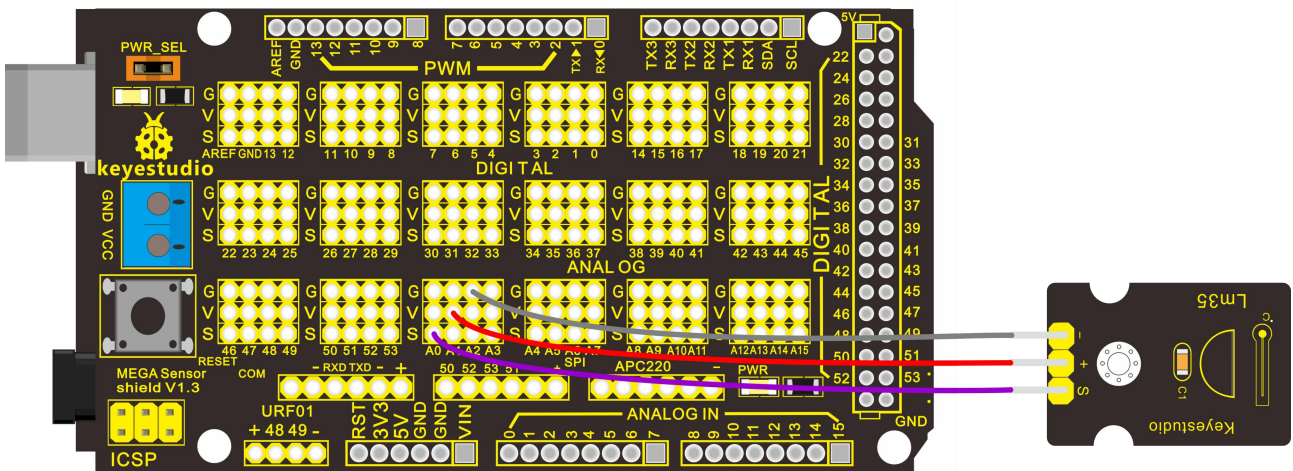 5V
PWR_SEL
AREF GND 13 12 11 10 9 8
7 6 5 4 3 2 TX▶1 RX◀0
TX3 RX3 TX2 RX2 TX1 RX1 SDA SCL
PWM
G
V
S
AREF GND 13 12
G
V
S
11 10 9 8
G
V
S
7 6 5 4
G
V
S
3 2 1 0
G
V
S
14 15 16 17
G
V
S
18 19 20 21
DIGITAL
keyestudio
GND VCC
G
V
S
22 23 24 25
G
V
S
26 27 28 29
G
V
S
30 31 32 33
G
V
S
34 35 36 37
G
V
S
38 39 40 41
G
V
S
42 43 44 45
ANALOG
G
V
S
46 47 48 49
G
V
S
50 51 52 53
G
V
S
A0 A1 A2 A3
G
V
S
A4 A5
G
V
S
A8 A9 A10 A11
G
V
S
A12 A13 A14 A15
DIGITAL
22
24
26
28
30 31
32 33
34 35
36 37
38 39
40 41
42 43
44 45
46 47
48 49
50 51
52 53
GND
RESET
COM
- RXD TXD - +
50 52 53 51 +
SPI
APC220 -
PWR
MEGA Sensor
shield V1.3
ICSP
URF01
+ 48 49 -
RST 3V3 5V GND GND VIN
ANALOG IN
0 1 2 3 4 5 6 7
8 9 10 11 12 13 14 15
Lm35
°C
-
+
S
C1
Keyestudio